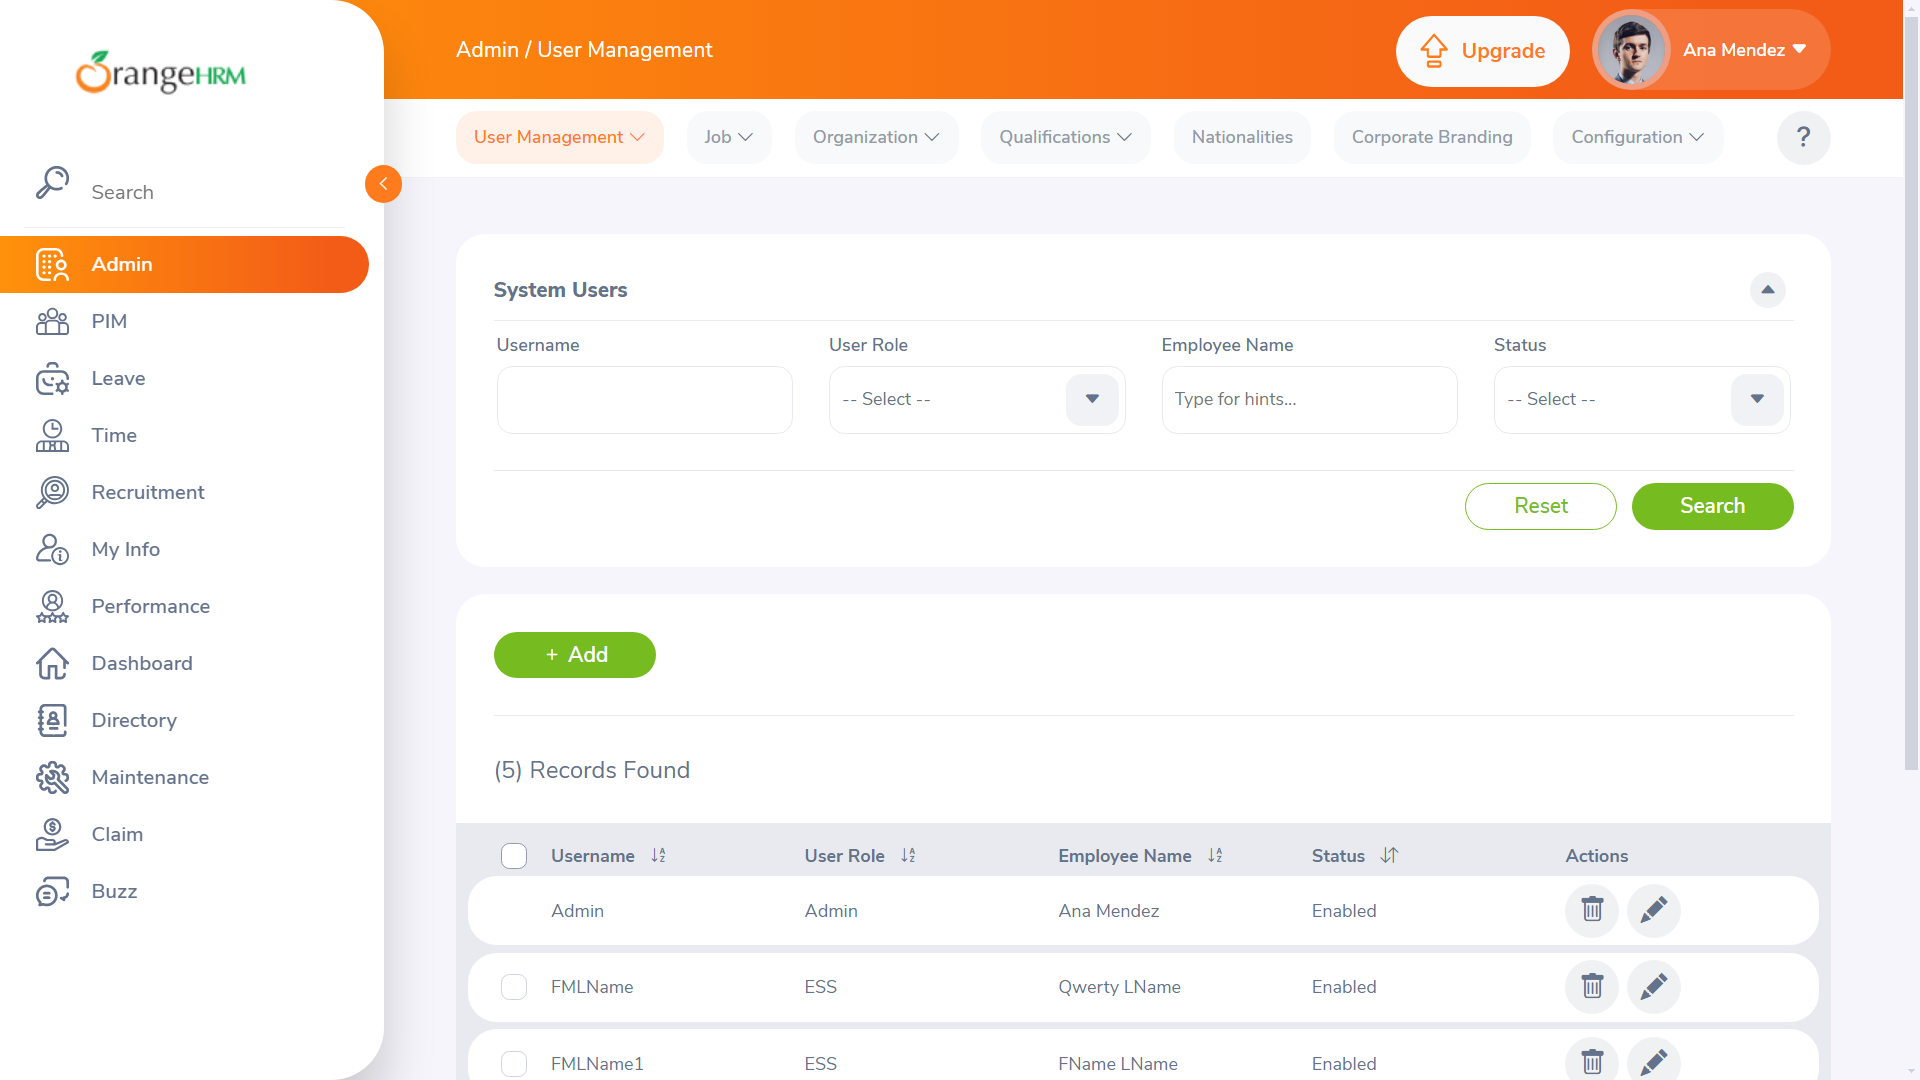 OrangeHRM
Search
Admin
PIM
Leave
Time
Recruitment
My Info
Performance
Dashboard
Directory
Maintenance
Claim
Buzz
Admin / User Management
Upgrade
Ana Mendez
User Management
Job
Organization
Qualifications
Nationalities
Corporate Branding
Configuration
?
System Users
Username
User Role
Employee Name
Status
-- Select --
Type for hints...
-- Select --
Reset
Search
+ Add
(5) Records Found
Username User Role Employee Name Status Actions
Admin Admin Ana Mendez Enabled
FMLName ESS Qwerty LName Enabled
FMLName1 ESS FName LName Enabled